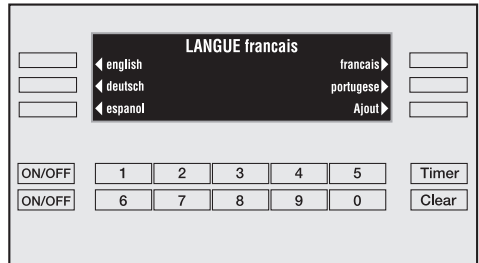 LANGUE francais
english francais
deutsch portugese
espanol Ajout
ON/OFF 1 2 3 4 5 Timer
ON/OFF 6 7 8 9 0 Clear